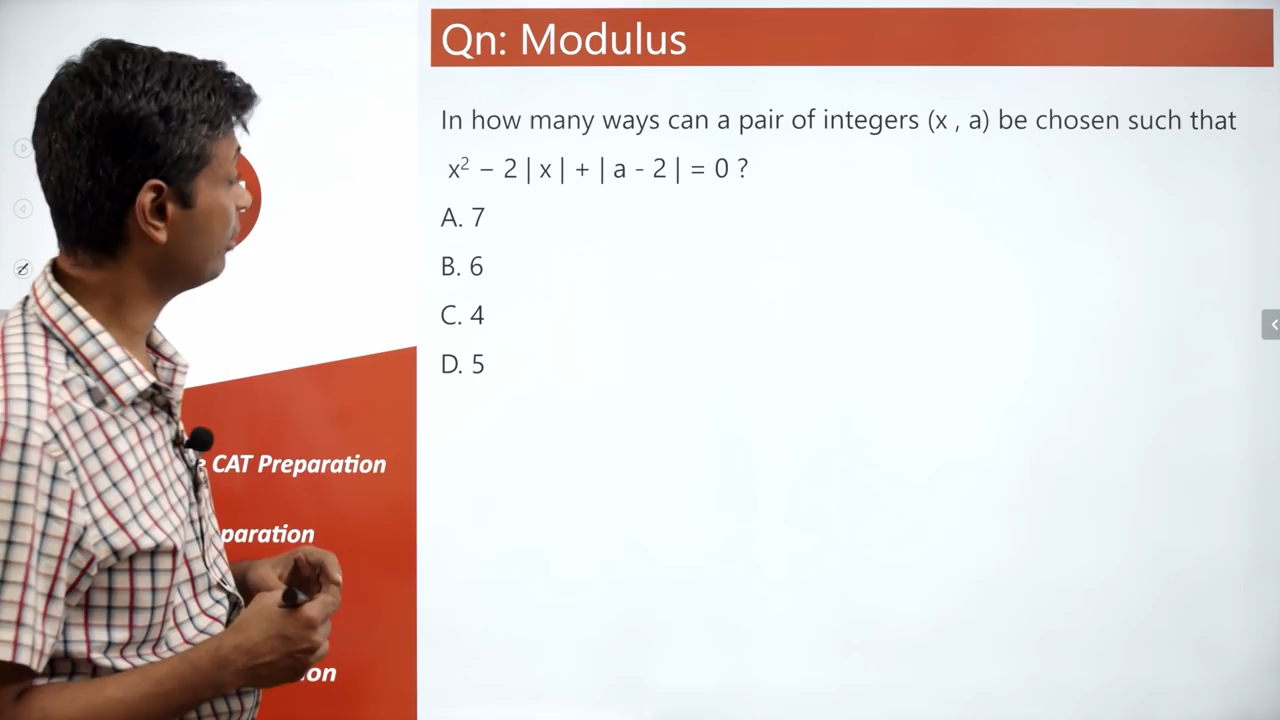 Qn: Modulus
In how many ways can a pair of integers (x , a) be chosen such that
x² − 2 | x | + | a - 2 | = 0 ?
A. 7
B. 6
C. 4
D. 5
CAT Preparation
paration
on